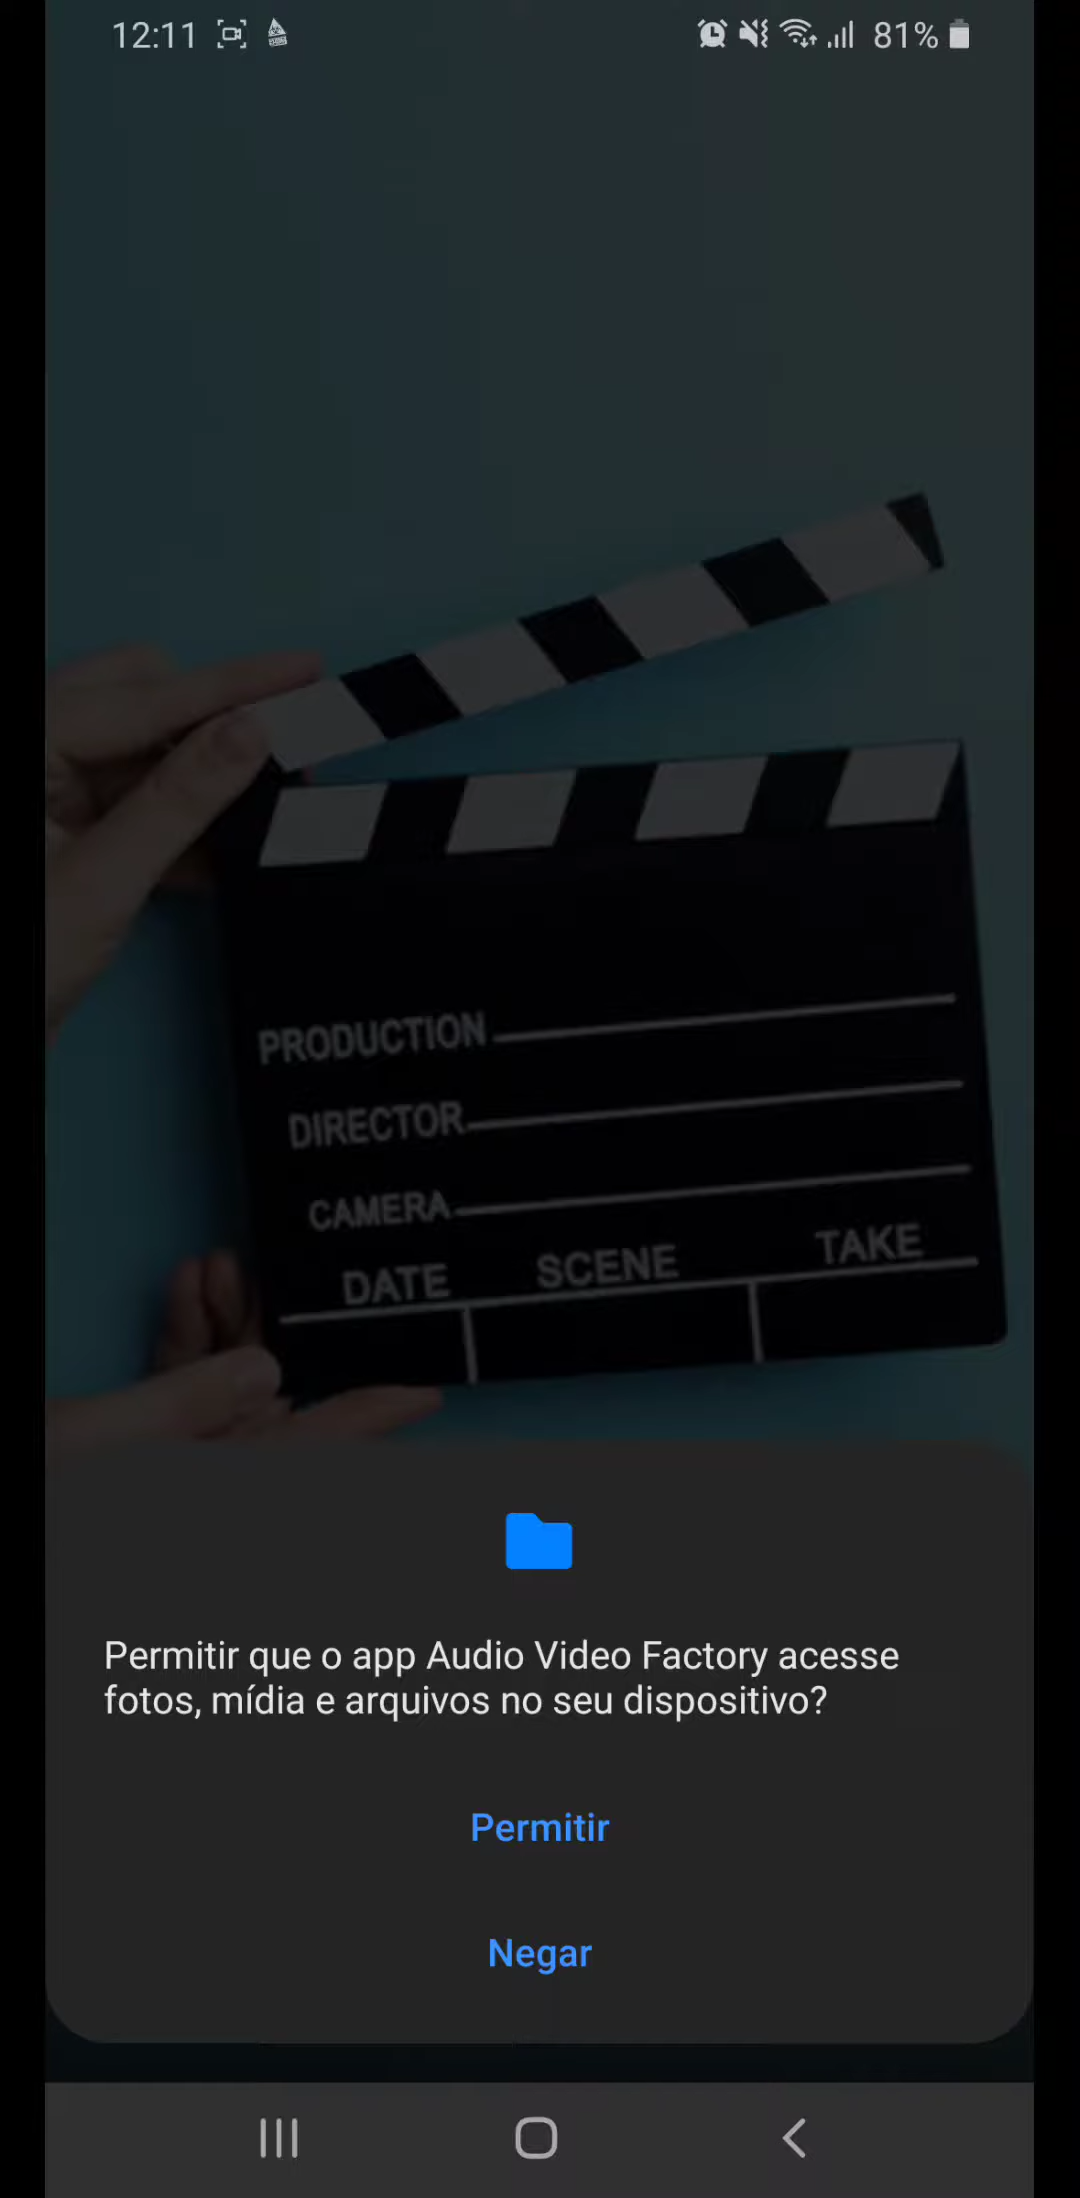 12:11
81%
PRODUCTION
DIRECTOR
CAMERA
DATE SCENE TAKE
Permitir que o app Audio Video Factory acesse
fotos, mídia e arquivos no seu dispositivo?
Permitir
Negar